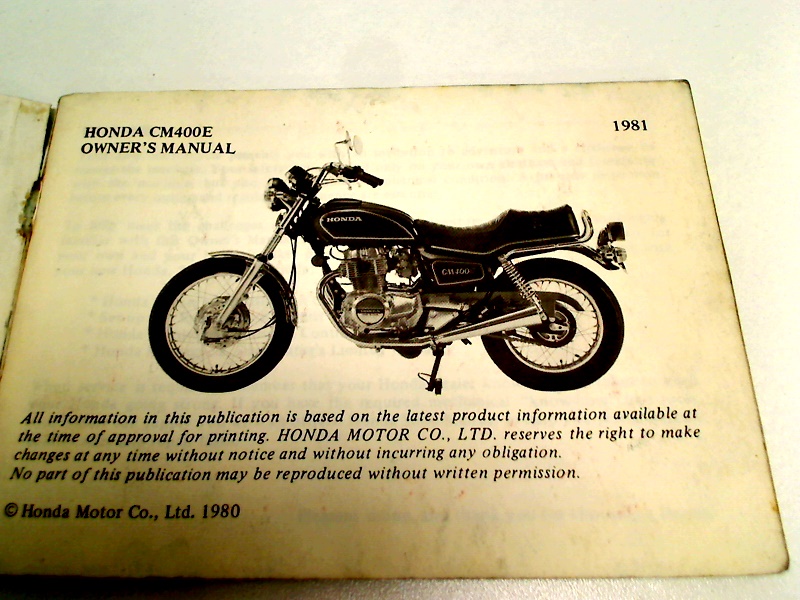 HONDA CM400E
OWNER'S MANUAL
1981
HONDA
CM400
All information in this publication is based on the latest product information available at
the time of approval for printing. HONDA MOTOR CO., LTD. reserves the right to make
changes at any time without notice and without incurring any obligation.
No part of this publication may be reproduced without written permission.
© Honda Motor Co., Ltd. 1980